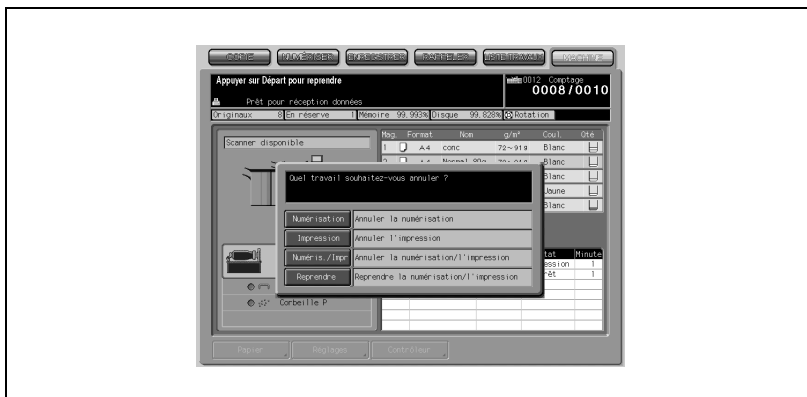 COPIE NUMÉRISER ENREGISTRER RAPPELER LISTE TRAVAUX MACHINE
Appuyer sur Départ pour reprendre
0012 Comptage
0008/0010
Prêt pour réception données
Originaux 8 En réserve 1 Mémoire 99.993% Disque 99.828% Rotation
Scanner disponible
Mag. Format Nom g/m² Coul. Qté
1 A4 conc 72~91g Blanc
Blanc
Blanc
Jaune
Blanc
Quel travail souhaitez-vous annuler ?
Numérisation Annuler la numérisation
Impression Annuler l'impression
Numéris./Impr Annuler la numérisation/l'impression
Reprendre Reprendre la numérisation/l'impression
tat Minute
ession 1
rêt 1
Corbeille P
Papier Réglages Contrôleur